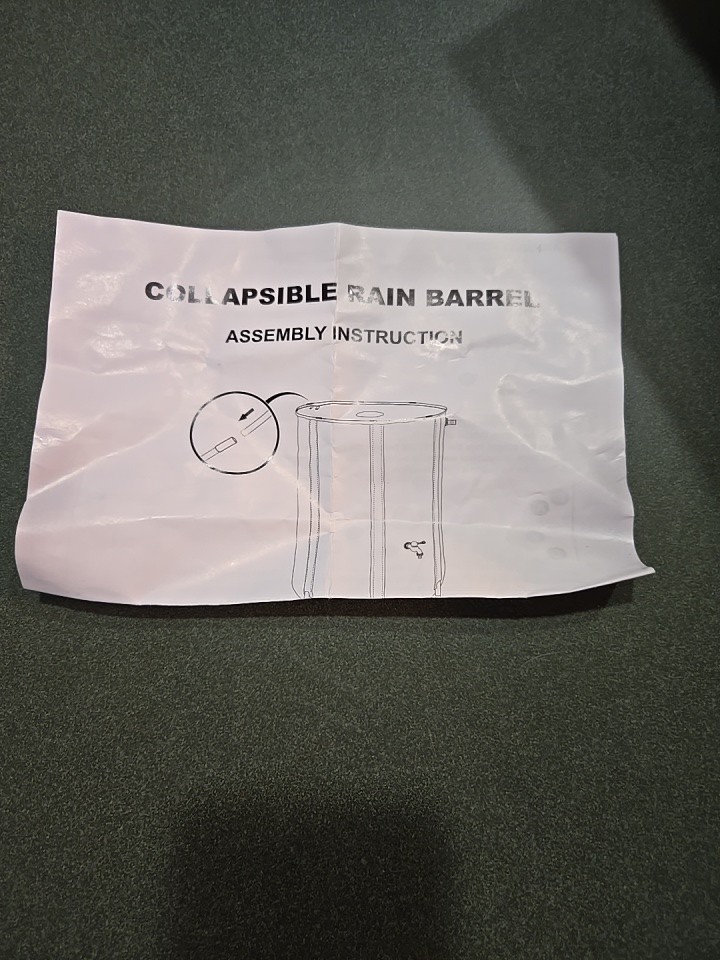 COLLAPSIBLE RAIN BARREL
ASSEMBLY INSTRUCTION